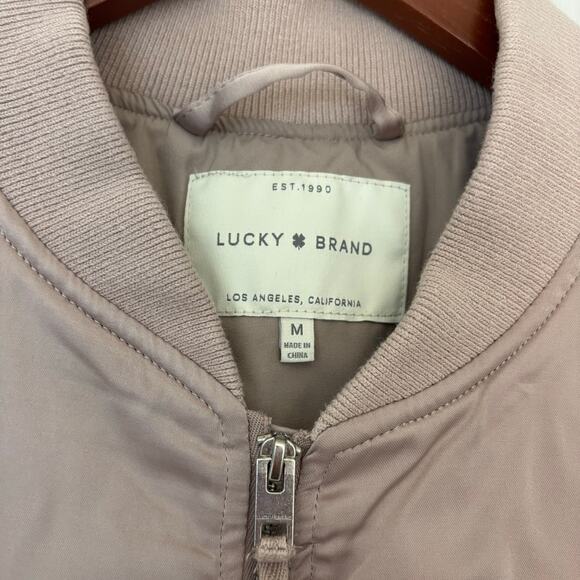 EST. 1990
LUCKY BRAND
LOS ANGELES, CALIFORNIA
M
MADE IN
CHINA